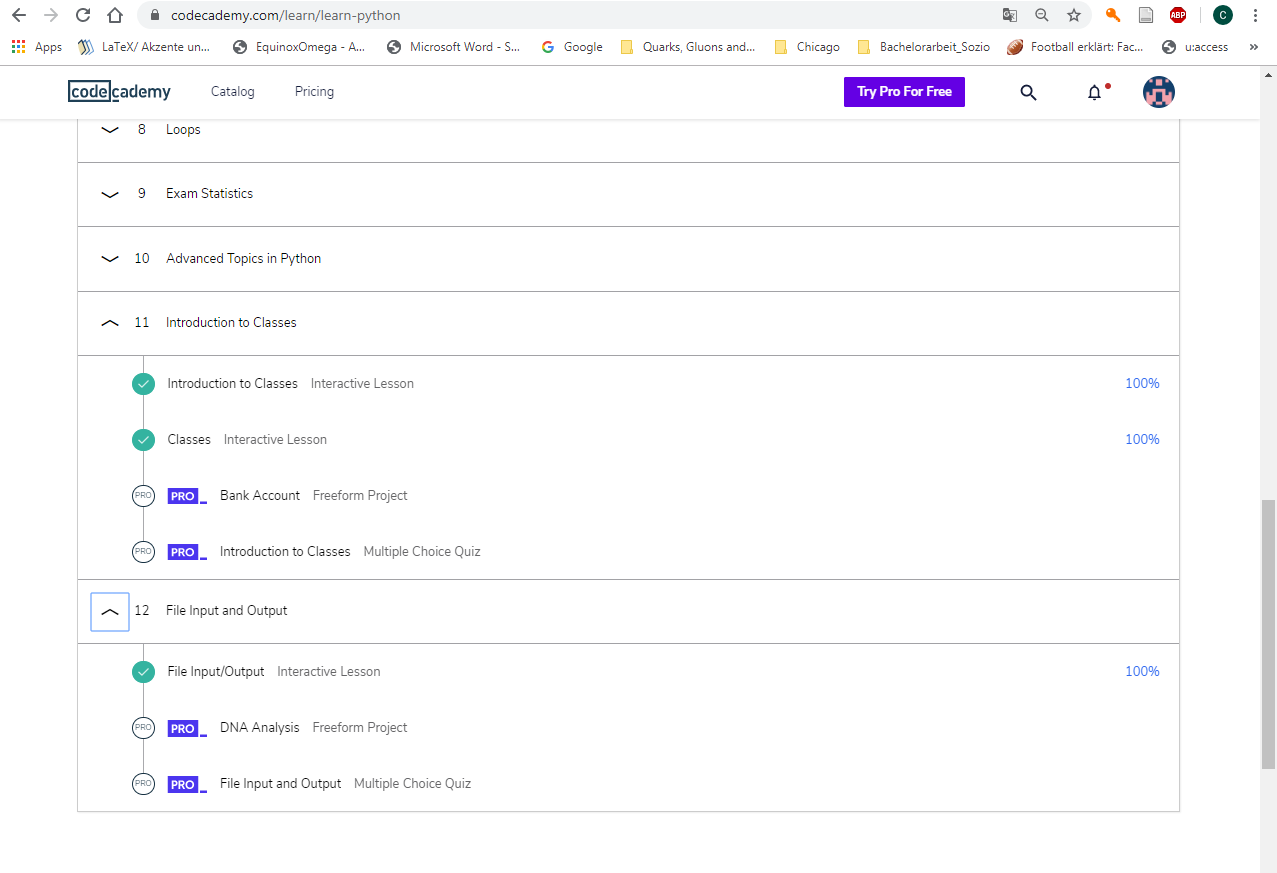 codecademy.com/learn/learn-python
ABP
C
Apps LaTeX/ Akzente un... EquinoxOmega - A... Microsoft Word - S... Google Quarks, Gluons and... Chicago Bachelorarbeit_Sozio Football erklärt: Fac... u:access »
codecademy Catalog Pricing Try Pro For Free
8 Loops
9 Exam Statistics
10 Advanced Topics in Python
11 Introduction to Classes
Introduction to Classes Interactive Lesson 100%
Classes Interactive Lesson 100%
PRO PRO_ Bank Account Freeform Project
PRO PRO_ Introduction to Classes Multiple Choice Quiz
12 File Input and Output
File Input/Output Interactive Lesson 100%
PRO PRO_ DNA Analysis Freeform Project
PRO PRO_ File Input and Output Multiple Choice Quiz